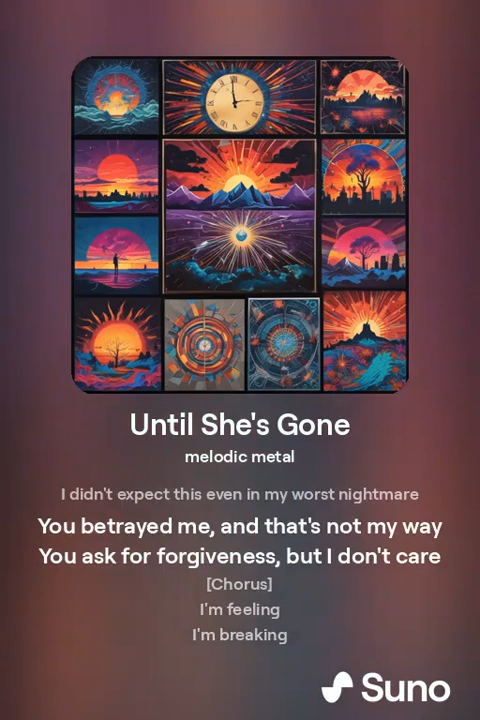 Until She's Gone
melodic metal
I didn't expect this even in my worst nightmare
You betrayed me, and that's not my way
You ask for forgiveness, but I don't care
[Chorus]
I'm feeling
I'm breaking
Suno